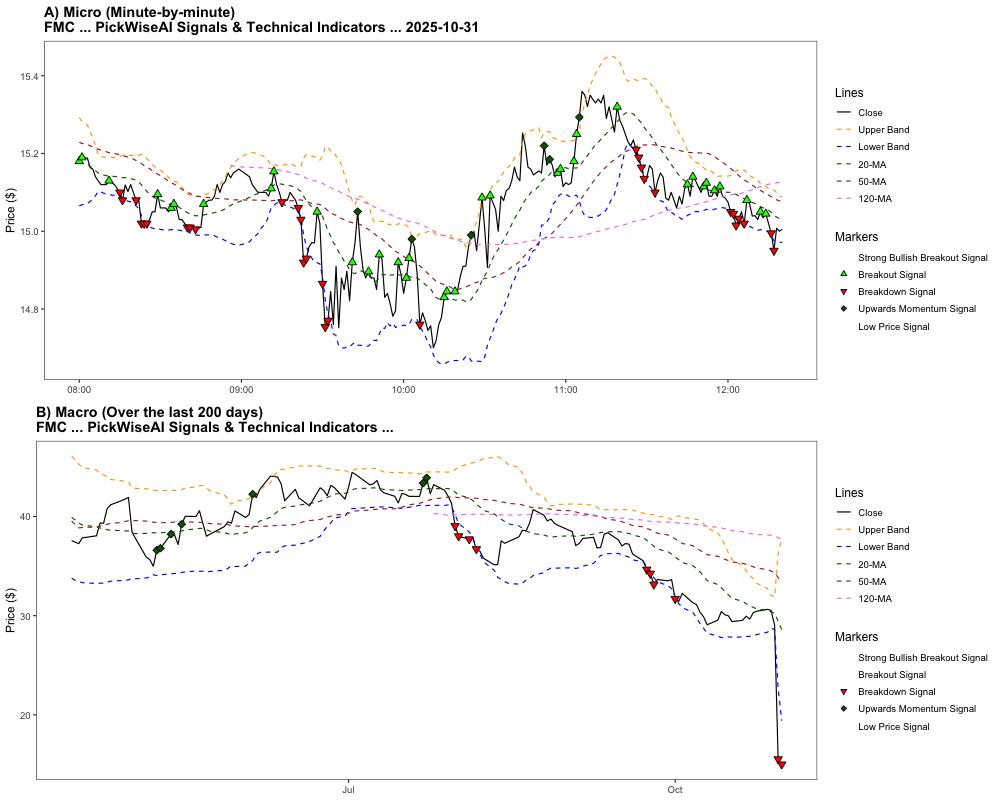 A) Micro (Minute-by-minute)
FMC ... PickWiseAI Signals & Technical Indicators ... 2025-10-31
Price ($)
15.4
15.2
15.0
14.8
08:00
09:00
10:00
11:00
12:00
Lines
Close
Upper Band
Lower Band
20-MA
50-MA
120-MA
Markers
Strong Bullish Breakout Signal
Breakout Signal
Breakdown Signal
Upwards Momentum Signal
Low Price Signal
B) Macro (Over the last 200 days)
FMC ... PickWiseAI Signals & Technical Indicators ...
Price ($)
40
30
20
Jul
Oct
Lines
Close
Upper Band
Lower Band
20-MA
50-MA
120-MA
Markers
Strong Bullish Breakout Signal
Breakout Signal
Breakdown Signal
Upwards Momentum Signal
Low Price Signal